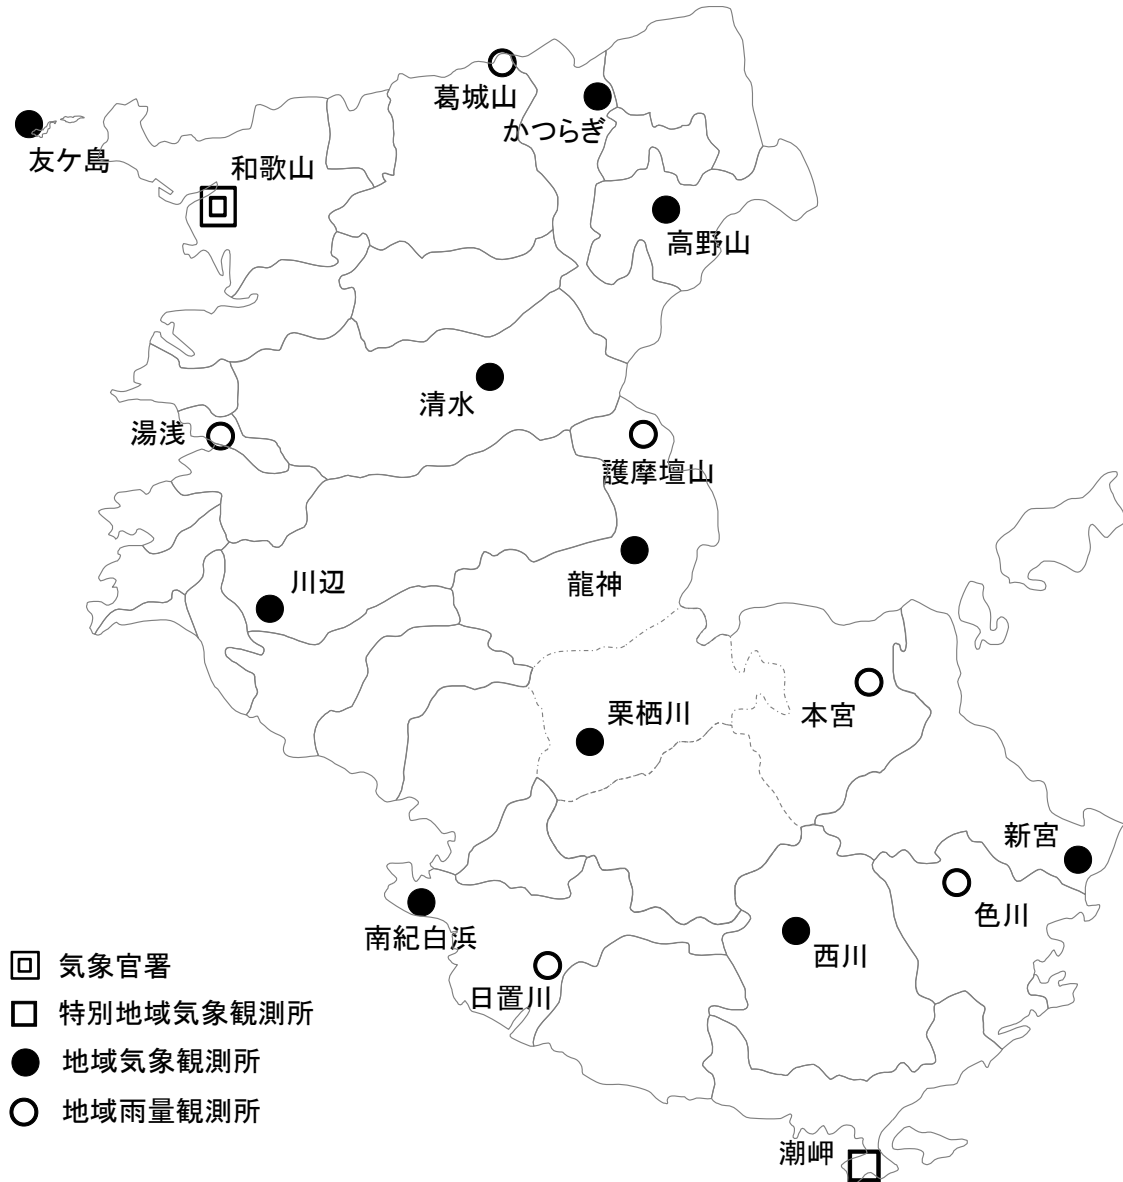 葛城山
かつらぎ
友ケ島
和歌山
高野山
清水
湯浅
護摩壇山
川辺
龍神
栗栖川
本宮
新宮
色川
南紀白浜
西川
日置川
気象官署
特別地域気象観測所
地域気象観測所
地域雨量観測所
潮岬